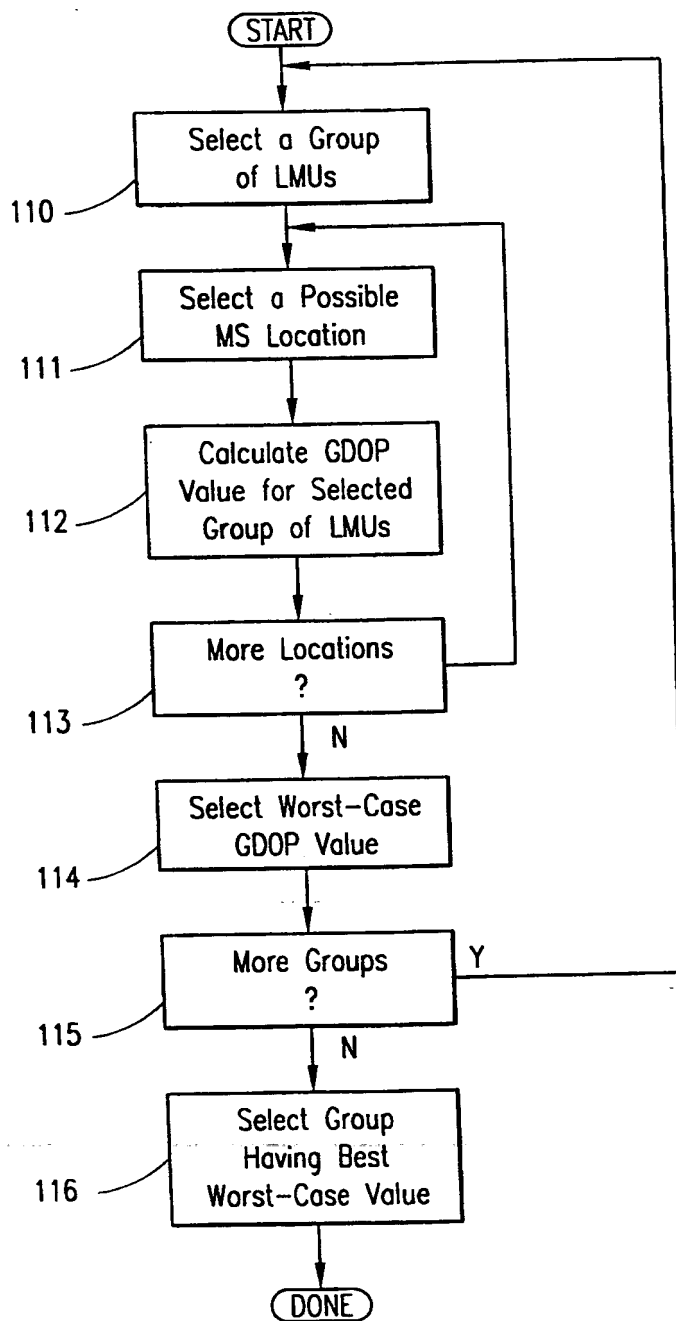 START
Select a Group
of LMUs
110
Select a Possible
MS Location
111
Calculate GDOP
Value for Selected
Group of LMUs
112
More Locations
?
113
N
Select Worst-Case
GDOP Value
114
More Groups
?
Y
115
N
Select Group
Having Best
Worst-Case Value
116
DONE